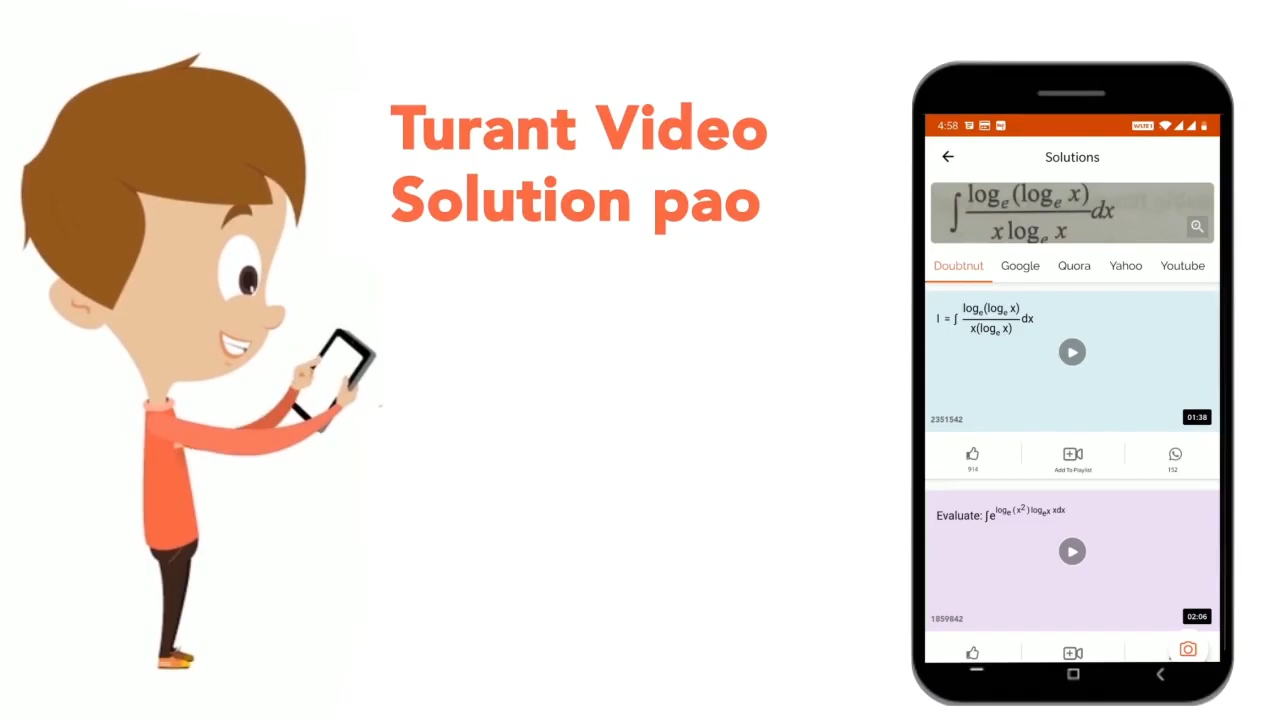 Turant Video
Solution pao
4:58
Solutions
∫ logₑ(logₑ x)/x logₑ x dx
Doubtnut Google Quora Yahoo Youtube
I = ∫ logₑ(logₑ x)/x(logₑ x) dx
2351542 01:38
914 Add To Playlist 152
Evaluate: ∫e^logₑ(x²)logₑx xdx
1859842 02:06